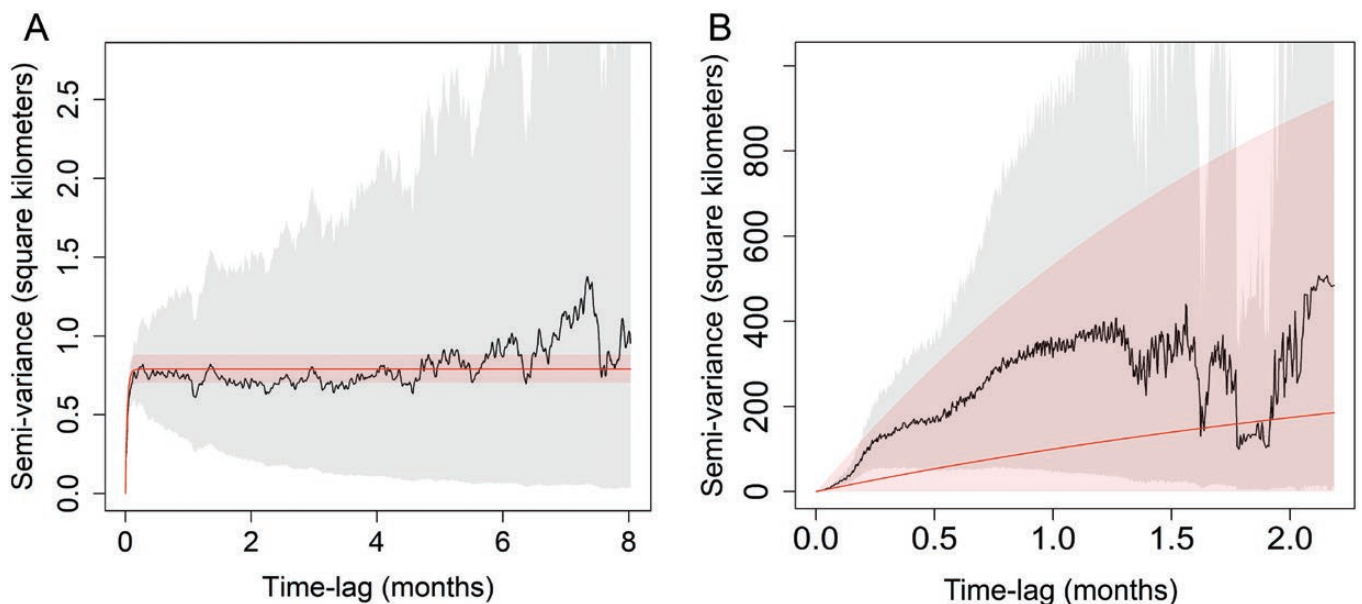 A
Semi-variance (square kilometers)
2.5
2.0
1.5
1.0
0.5
0.0
0 2 4 6 8
Time-lag (months)
B
Semi-variance (square kilometers)
800
600
400
200
0
0.0 0.5 1.0 1.5 2.0
Time-lag (months)